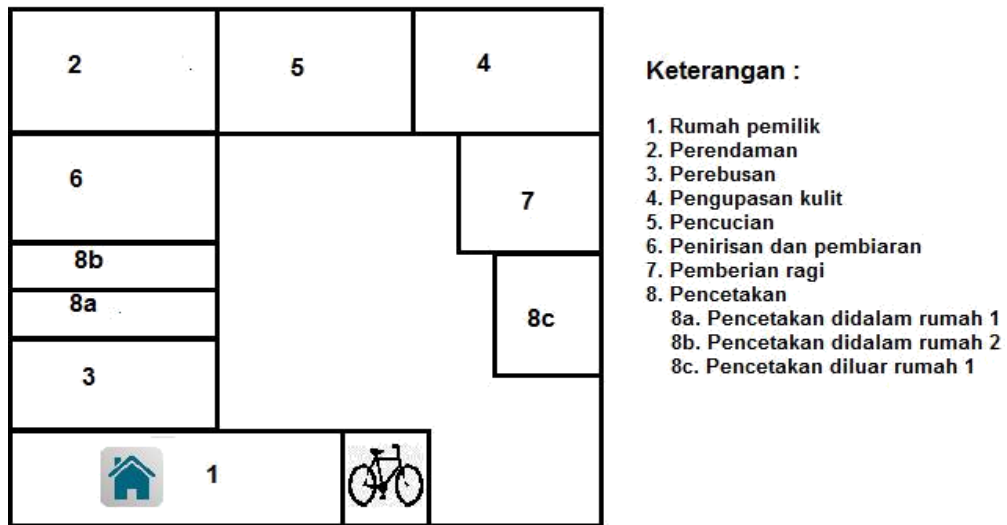 2
5
4
6
7
8b
8a
8c
3
1
Keterangan :
1. Rumah pemilik
2. Perendaman
3. Perebusan
4. Pengupasan kulit
5. Pencucian
6. Penirisan dan pembiaran
7. Pemberian ragi
8. Pencetakan
8a. Pencetakan didalam rumah 1
8b. Pencetakan didalam rumah 2
8c. Pencetakan diluar rumah 1